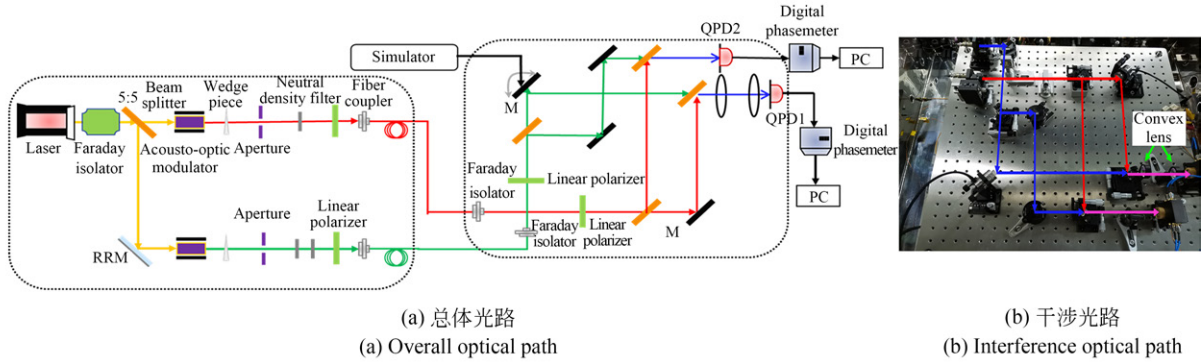 Simulator
M
QPD2
Digital
phasemeter
PC
5:5
Beam
splitter
Wedge
piece
Neutral
density filter
Fiber
coupler
Laser
Faraday
isolator
Acousto-optic
modulator
Aperture
QPD1
Digital
phasemeter
PC
Faraday
isolator
Linear polarizer
Faraday
isolator
Linear
polarizer
M
Aperture
Linear
polarizer
RRM
Convex
lens
(a) 总体光路
(a) Overall optical path
(b) 干涉光路
(b) Interference optical path